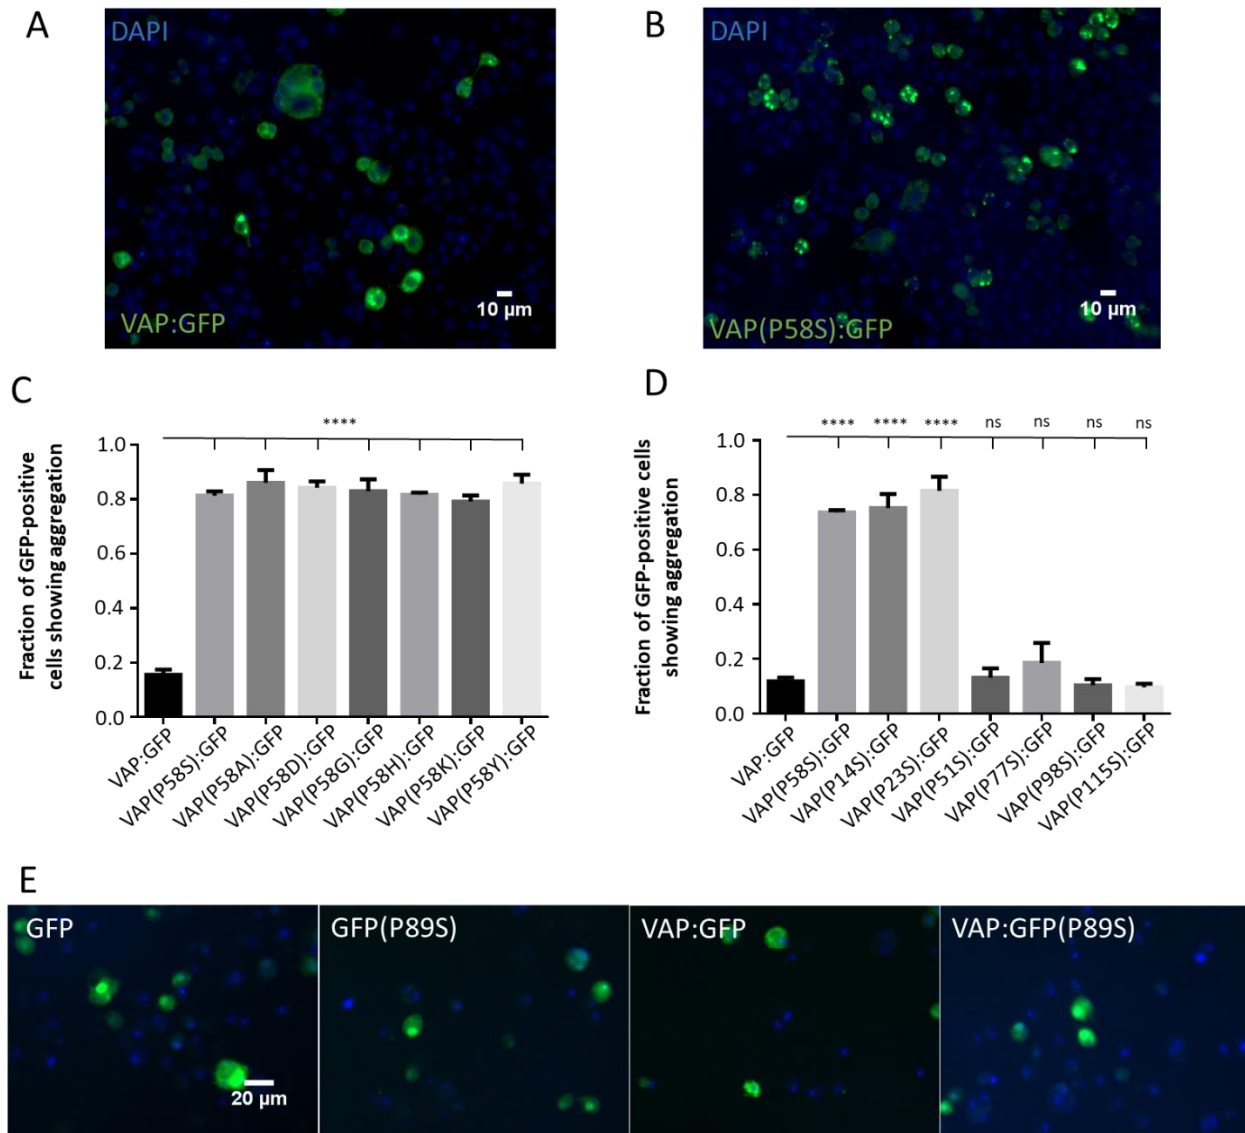 A
DAPI
10 µm
VAP:GFP
B
DAPI
10 µm
VAP(P58S):GFP
C
****
Fraction of GFP-positive
cells showing aggregation
1.0
0.8
0.6
0.4
0.2
0.0
VAP:GFP
VAP(P58S):GFP
VAP(P58A):GFP
VAP(P58D):GFP
VAP(P58G):GFP
VAP(P58H):GFP
VAP(P58K):GFP
VAP(P58Y):GFP
D
**** **** **** ns ns ns ns
Fraction of GFP-positive cells
showing aggregation
1.0
0.8
0.6
0.4
0.2
0.0
VAP:GFP
VAP(P58S):GFP
VAP(P14S):GFP
VAP(P23S):GFP
VAP(P51S):GFP
VAP(P77S):GFP
VAP(P98S):GFP
VAP(P115S):GFP
E
GFP
20 µm
GFP(P89S)
VAP:GFP
VAP:GFP(P89S)